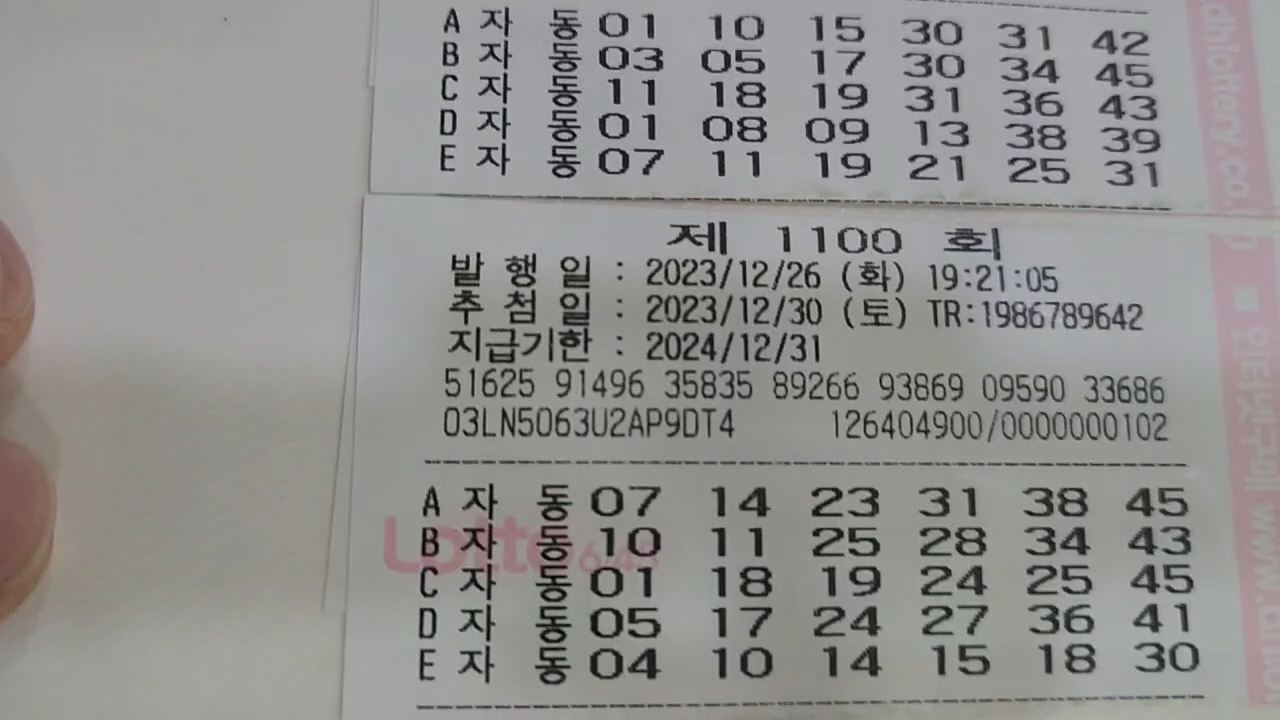 A 자 동 01 10 15 30 31 42
B 자 동 03 05 17 30 34 45
C 자 동 11 18 19 31 36 43
D 자 동 01 08 09 13 38 39
E 자 동 07 11 19 21 25 31
제 1100 회
발 행 일 : 2023/12/26 (화) 19:21:05
추 첨 일 : 2023/12/30 (토) TR:1986789642
지급기한 : 2024/12/31
51625 91496 35835 89266 93869 09590 33686
03LN5063U2AP9DT4 126404900/0000000102
A 자 동 07 14 23 31 38 45
B 자 동 10 11 25 28 34 43
C 자 동 01 18 19 24 25 45
D 자 동 05 17 24 27 36 41
E 자 동 04 10 14 15 18 30
Lotto 6/45
.dhlottery.co.